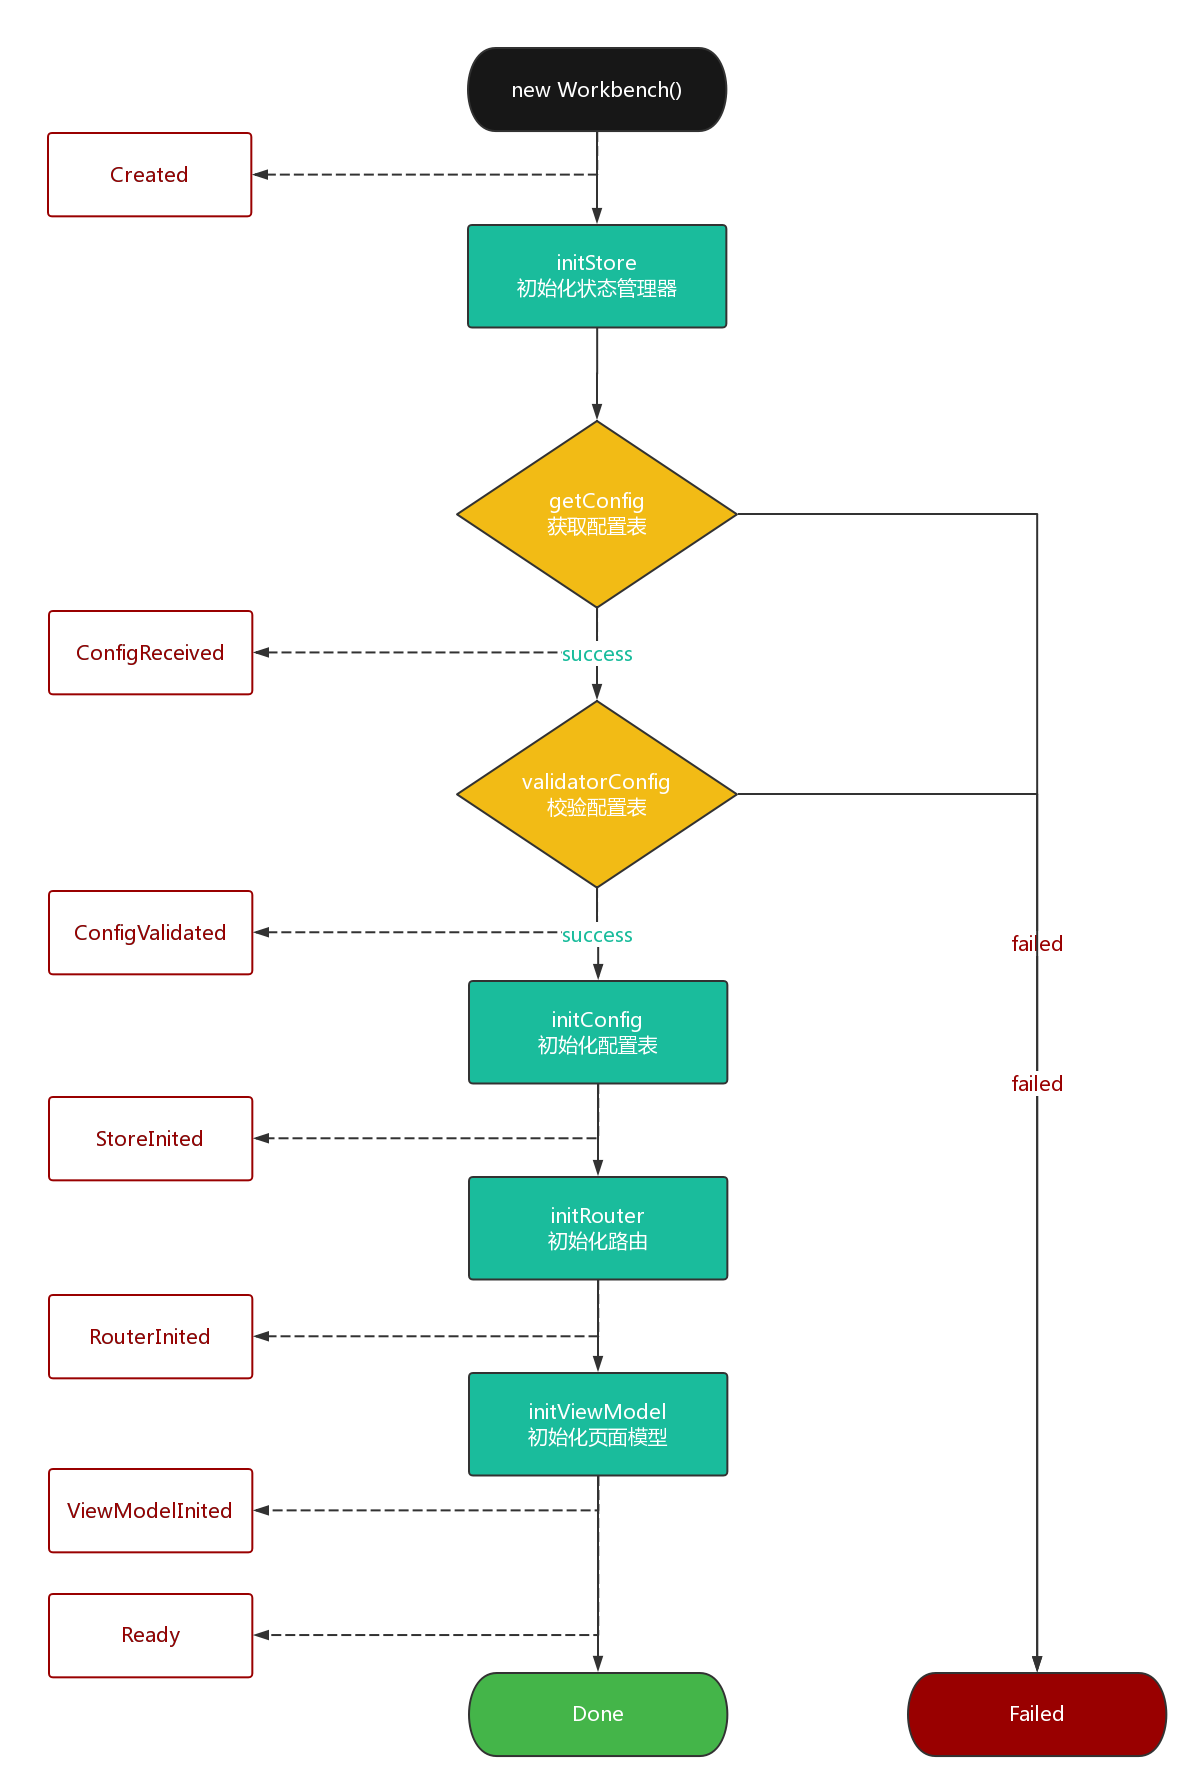 new Workbench()
Created
initStore
初始化状态管理器
getConfig
获取配置表
ConfigReceived
success
validatorConfig
校验配置表
ConfigValidated
success
failed
initConfig
初始化配置表
failed
StoreInited
initRouter
初始化路由
RouterInited
initViewModel
初始化页面模型
ViewModelInited
Ready
Done
Failed